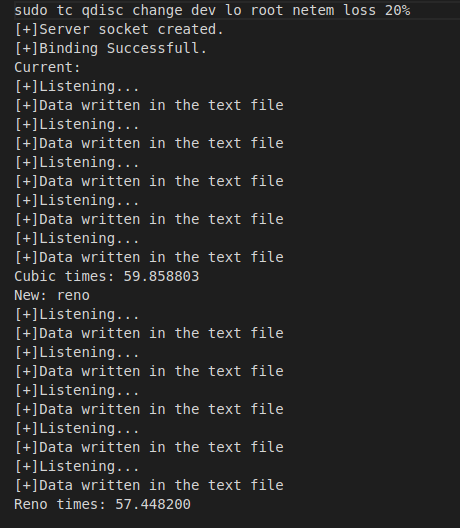 sudo tc qdisc change dev lo root netem loss 20%
[+]Server socket created.
[+]Binding Successfull.
Current:
[+]Listening...
[+]Data written in the text file
[+]Listening...
[+]Data written in the text file
[+]Listening...
[+]Data written in the text file
[+]Listening...
[+]Data written in the text file
[+]Listening...
[+]Data written in the text file
Cubic times: 59.858803
New: reno
[+]Listening...
[+]Data written in the text file
[+]Listening...
[+]Data written in the text file
[+]Listening...
[+]Data written in the text file
[+]Listening...
[+]Data written in the text file
[+]Listening...
[+]Data written in the text file
Reno times: 57.448200